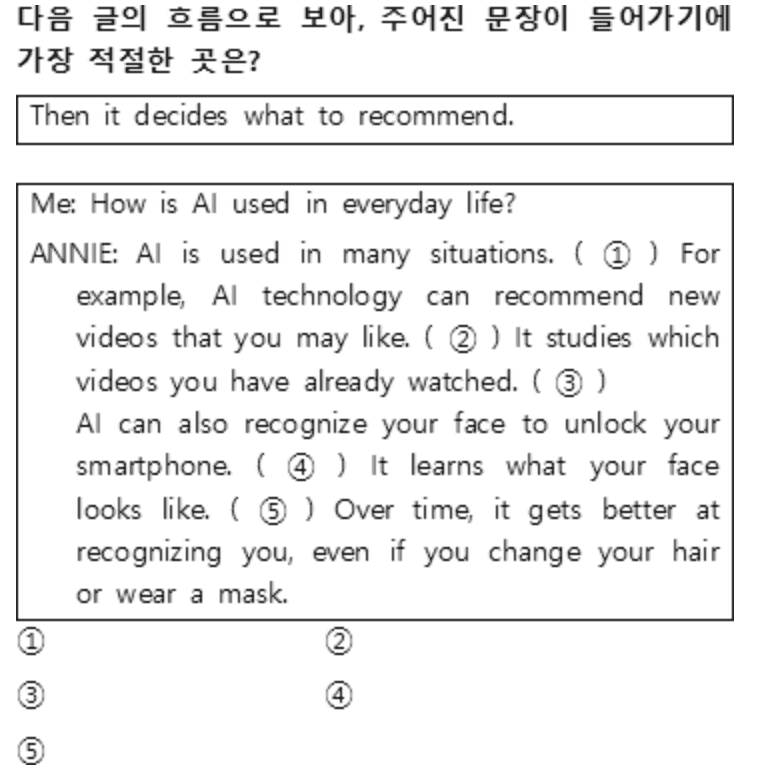 다음 글의 흐름으로 보아, 주어진 문장이 들어가기에
가장 적절한 곳은?
Then it decides what to recommend.
Me: How is AI used in everyday life?
ANNIE: AI is used in many situations. ( ① ) For
example, AI technology can recommend new
videos that you may like. ( ② ) It studies which
videos you have already watched. ( ③ )
AI can also recognize your face to unlock your
smartphone. ( ④ ) It learns what your face
looks like. ( ⑤ ) Over time, it gets better at
recognizing you, even if you change your hair
or wear a mask.
① ②
③ ④
⑤